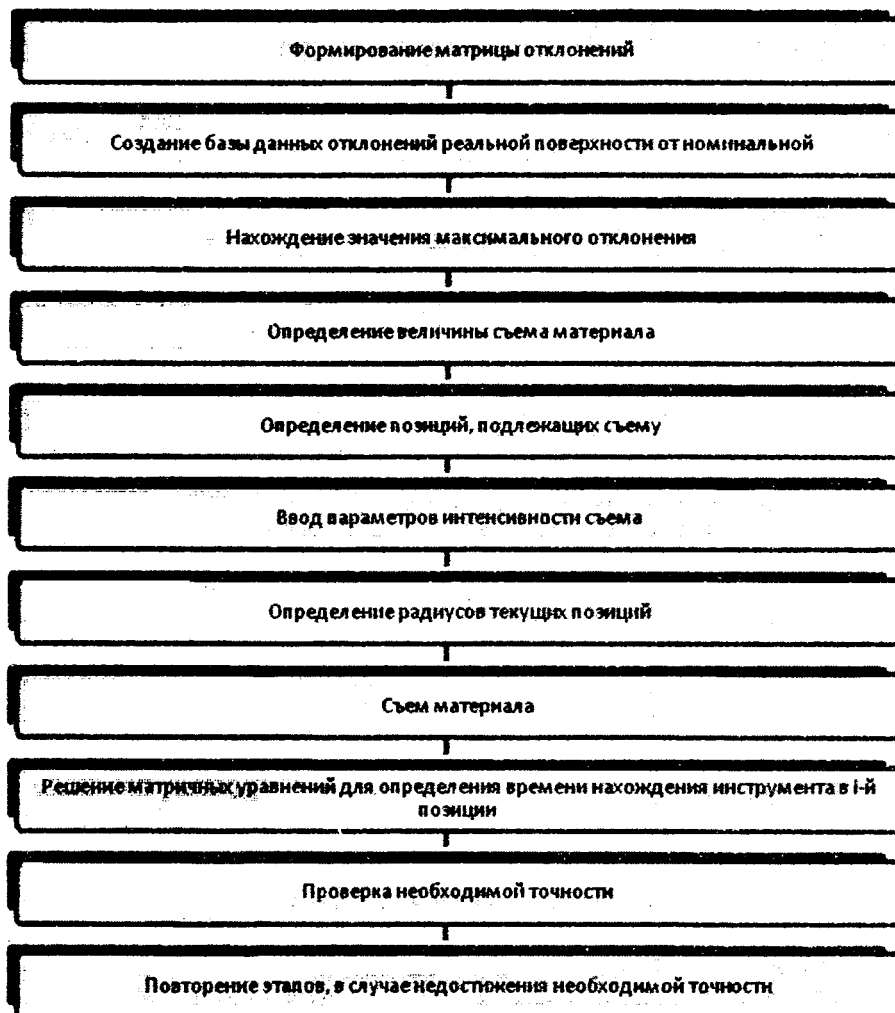 Формирование матрицы отклонений
Создание базы данных отклонений реальной поверхности от номинальной
Нахождение значения максимального отклонения
Определение величины съема материала
Определение позиций, подлежащих съему
Ввод параметров интенсивности съема
Определение радиусов текущих позиций
Съем материала
Решение матричных уравнений для определения времени нахождения инструмента в i-й
позиции
Проверка необходимой точности
Повторение этапов, в случае недостижения необходимой точности